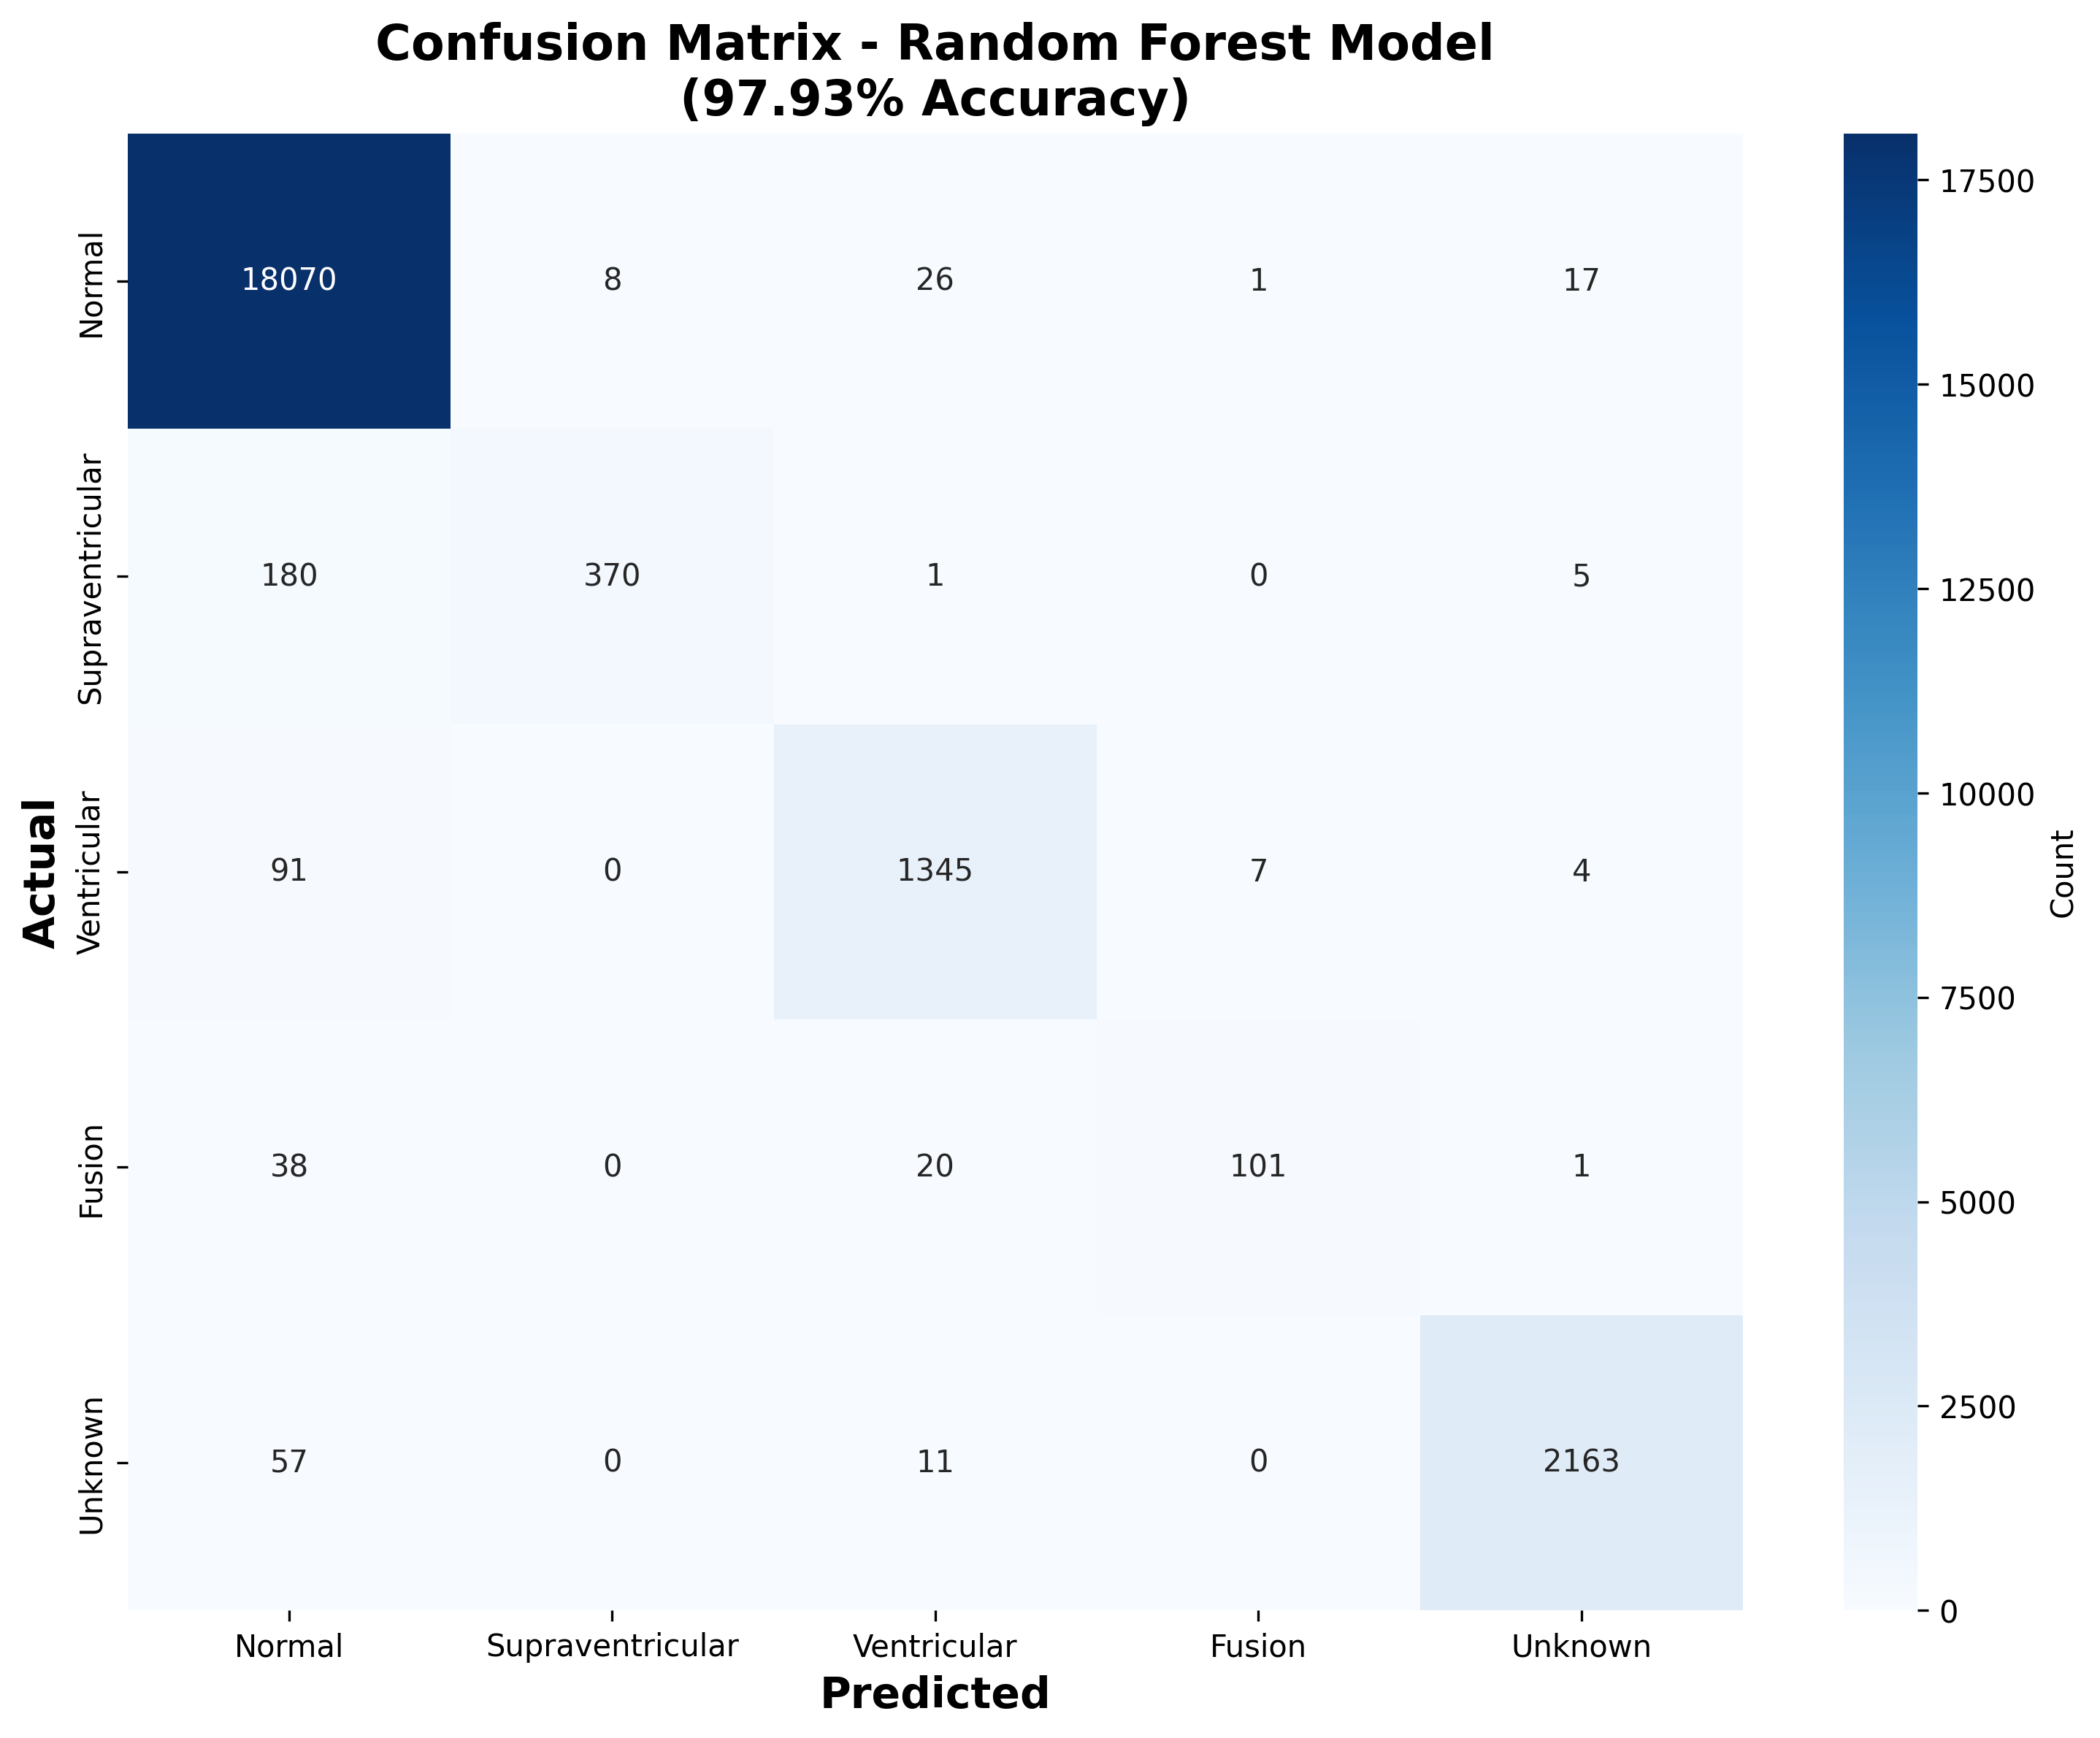 Confusion Matrix - Random Forest Model
(97.93% Accuracy)
Actual
Normal
18070 8 26 1 17
Supraventricular
180 370 1 0 5
Ventricular
91 0 1345 7 4
Fusion
38 0 20 101 1
Unknown
57 0 11 0 2163
Normal Supraventricular Ventricular Fusion Unknown
Predicted
17500
15000
12500
10000
7500
5000
2500
0
Count